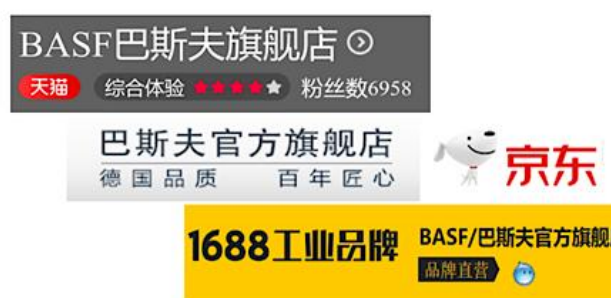 BASF巴斯夫旗舰店
天猫 综合体验 粉丝数6958
巴斯夫官方旗舰店
德国品质 百年匠心
京东
1688工业品牌 BASF/巴斯夫官方旗舰
品牌直营